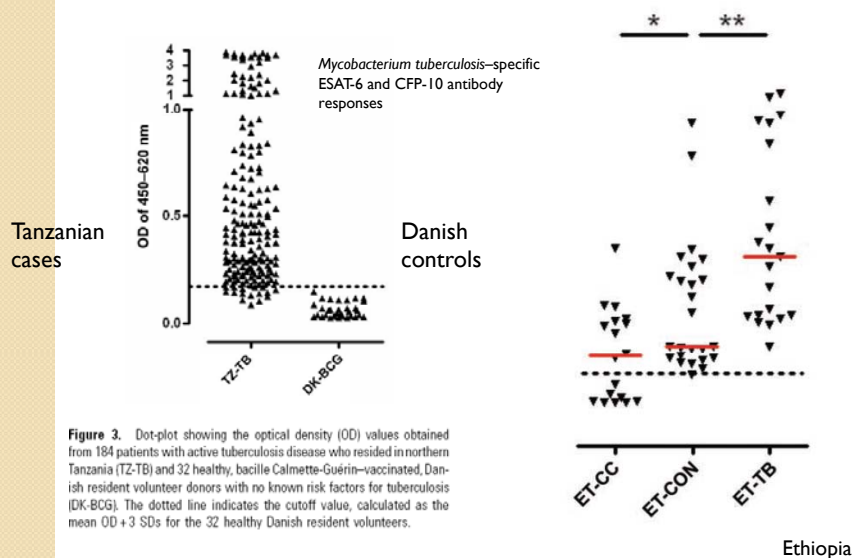 Mycobacterium tuberculosis–specific
ESAT-6 and CFP-10 antibody
responses
Tanzanian
cases
Danish
controls
OD of 450–620 nm
4
3
2
1
1.0
0.5
0.0
TZ-TB
DK-BCG
Figure 3. Dot-plot showing the optical density (OD) values obtained
from 184 patients with active tuberculosis disease who resided in northern
Tanzania (TZ-TB) and 32 healthy, bacille Calmette-Guérin–vaccinated, Dan-
ish resident volunteer donors with no known risk factors for tuberculosis
(DK-BCG). The dotted line indicates the cutoff value, calculated as the
mean OD + 3 SDs for the 32 healthy Danish resident volunteers.
*
**
ET-CC
ET-CON
ET-TB
Ethiopia